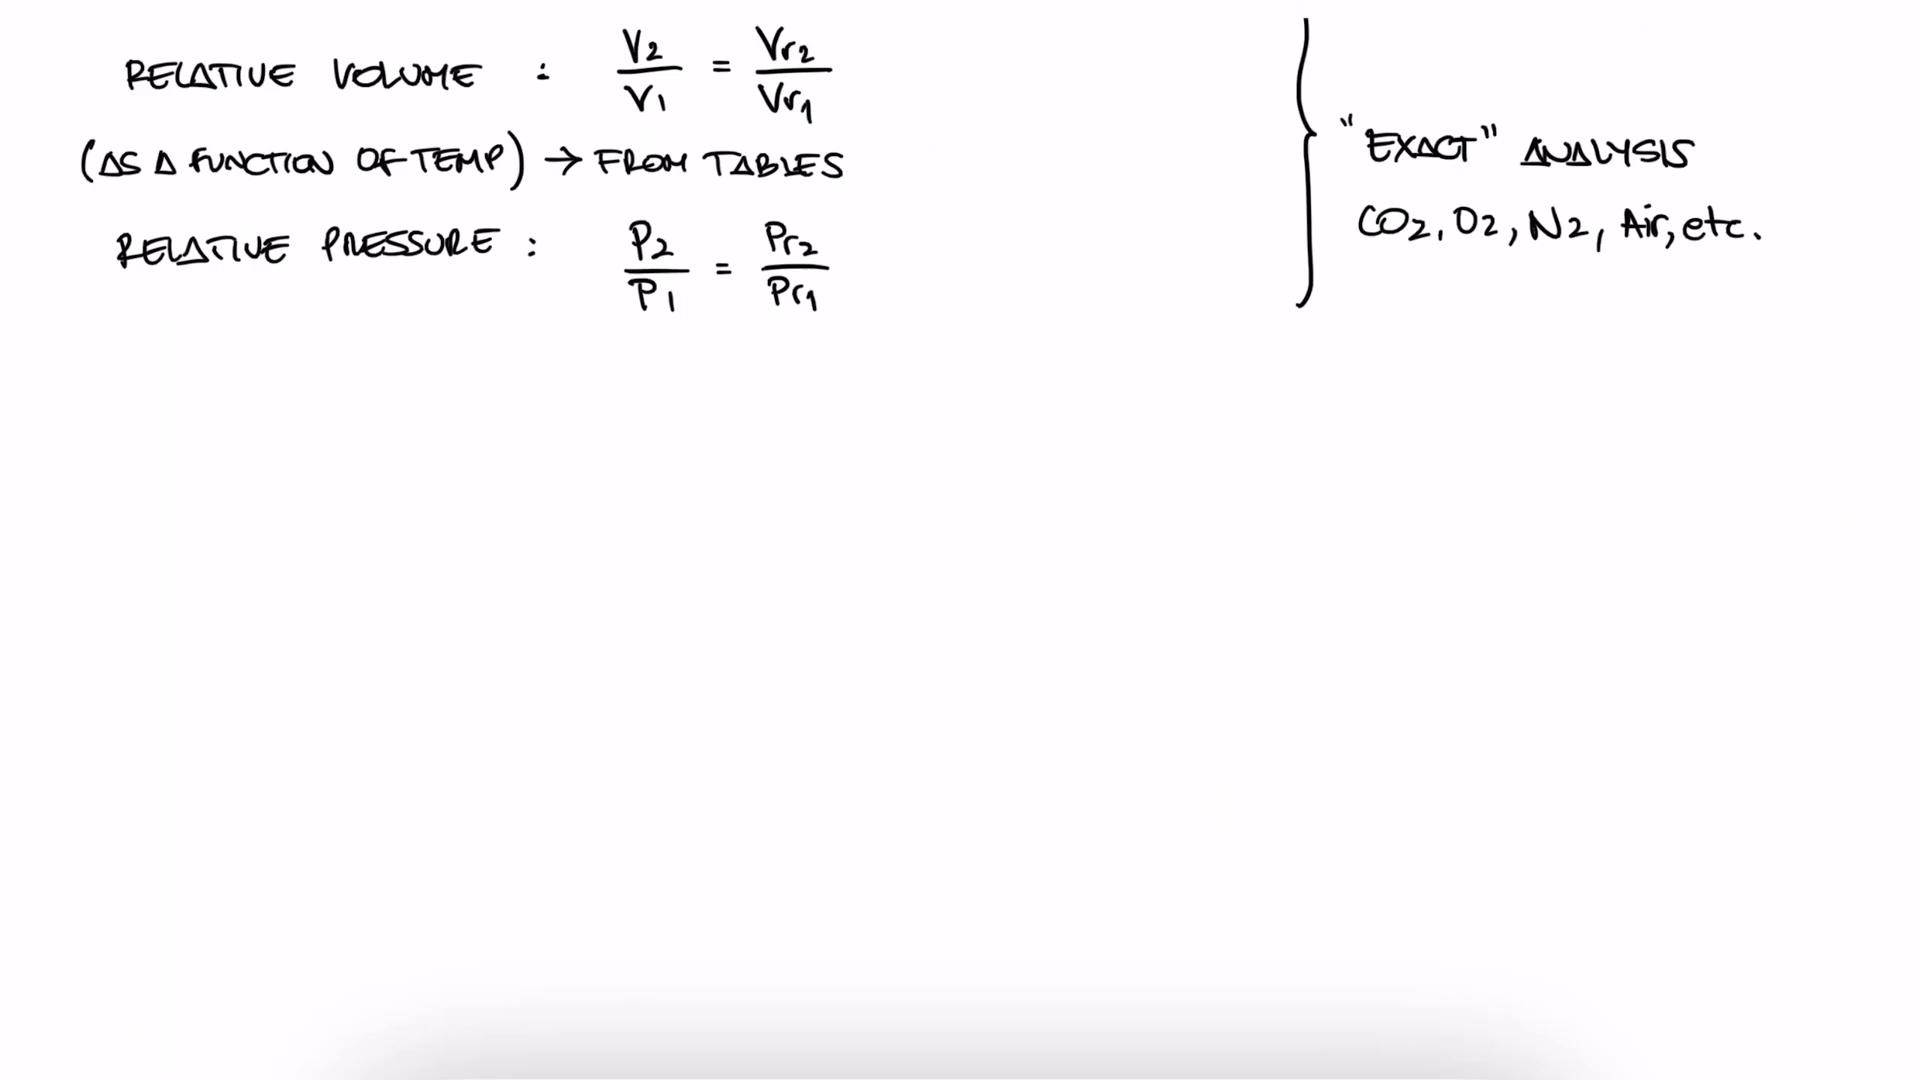 RELATIVE VOLUME : V2/V1 = Vr2/Vr1
(AS A FUNCTION OF TEMP) → FROM TABLES
RELATIVE PRESSURE : P2/P1 = Pr2/Pr1
"EXACT" ANALYSIS
CO2, O2, N2, Air, etc.